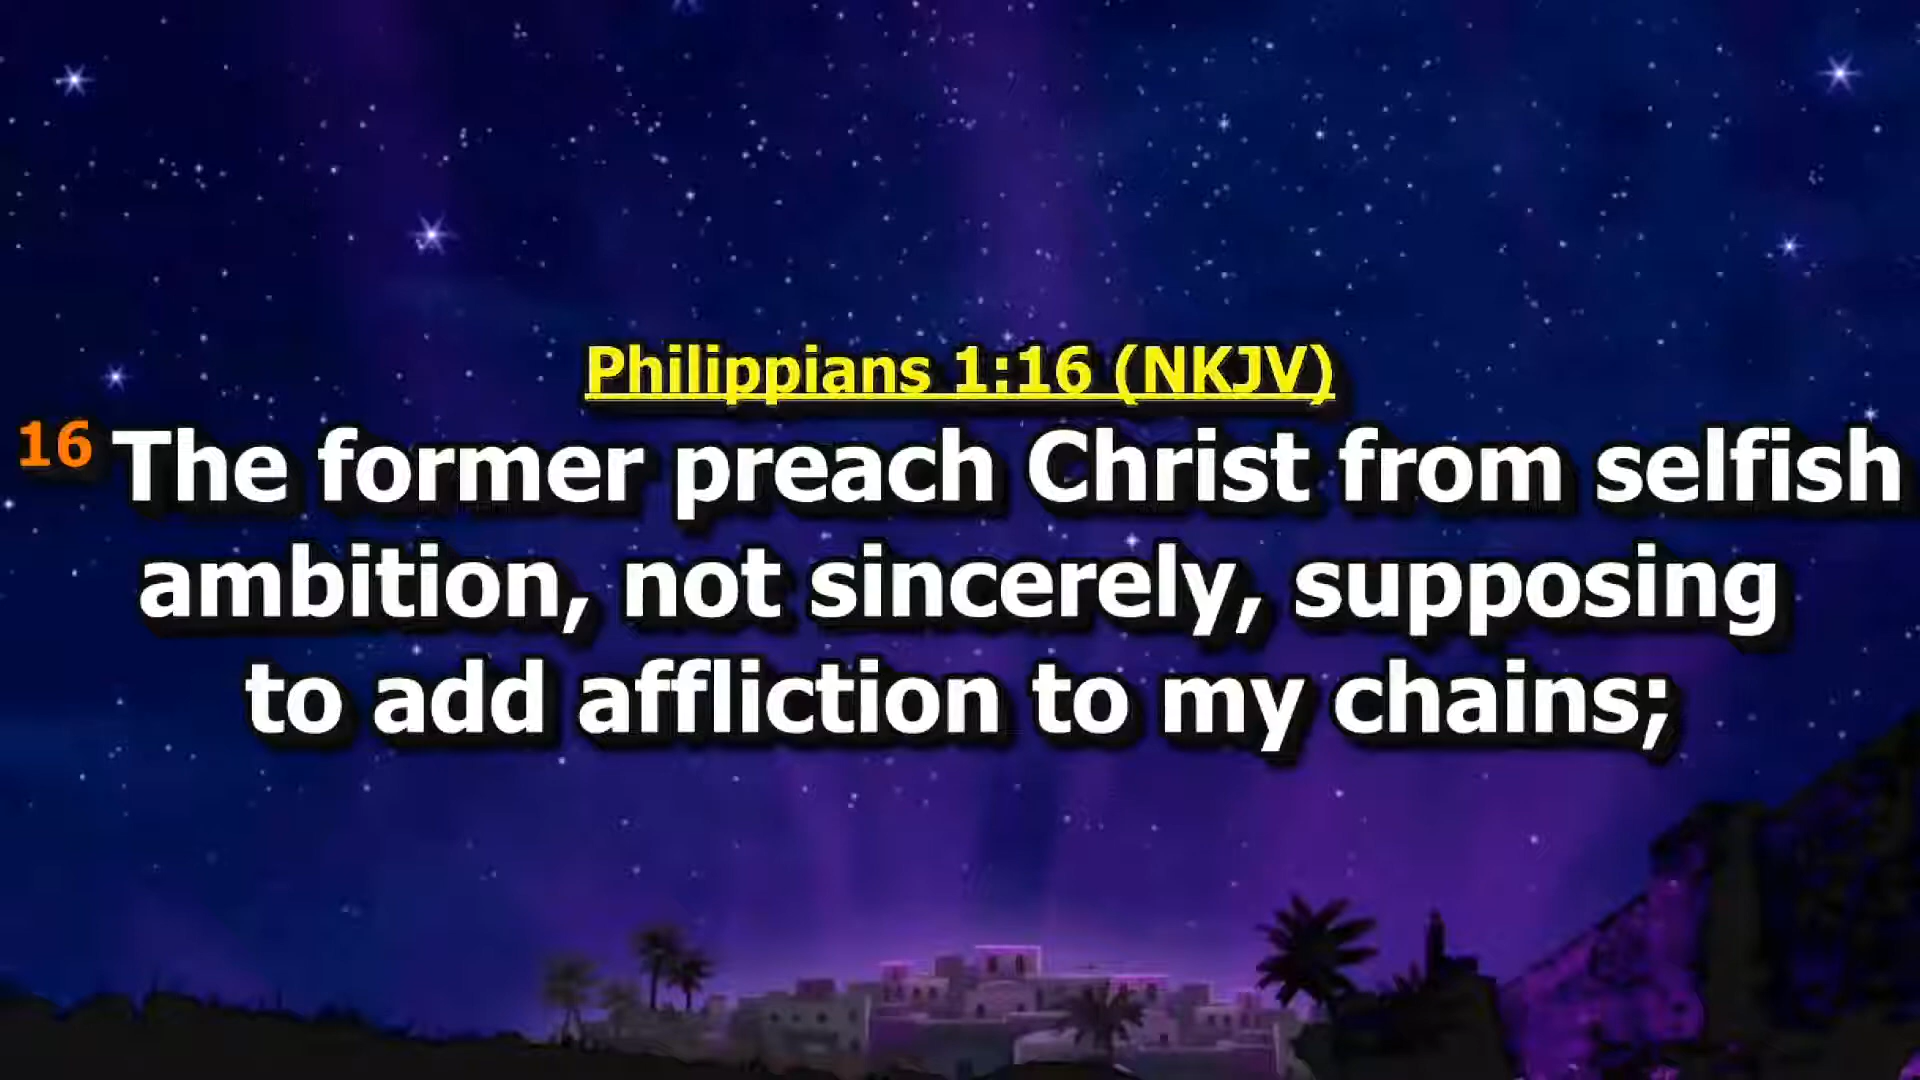 Philippians 1:16 (NKJV)
16 The former preach Christ from selfish
ambition, not sincerely, supposing
to add affliction to my chains;